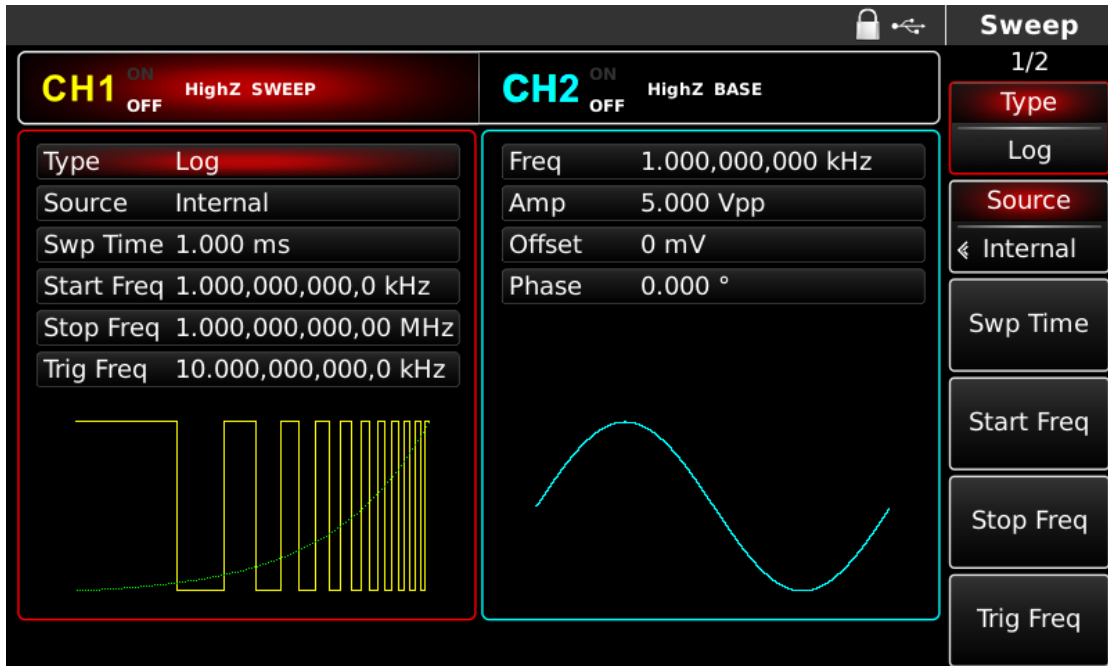 Sweep
1/2
CH1 ON OFF HighZ SWEEP
CH2 ON OFF HighZ BASE
Type Log
Source Internal
Swp Time 1.000 ms
Start Freq 1.000,000,000,0 kHz
Stop Freq 1.000,000,000,00 MHz
Trig Freq 10.000,000,000,0 kHz
Freq 1.000,000,000 kHz
Amp 5.000 Vpp
Offset 0 mV
Phase 0.000 °
Type
Log
Source
Internal
Swp Time
Start Freq
Stop Freq
Trig Freq